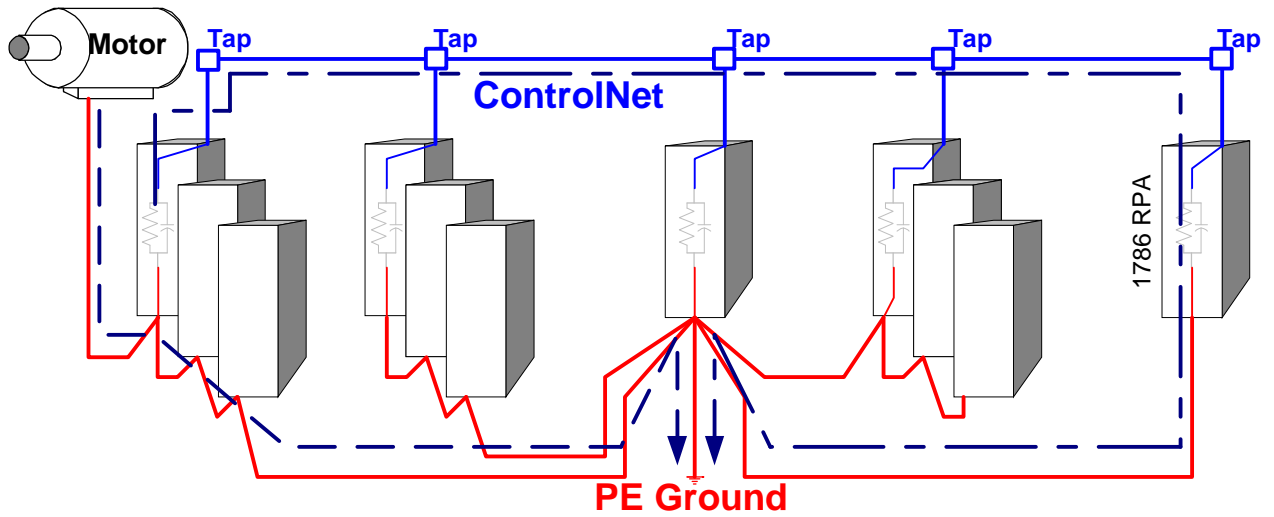 Motor
Tap
Tap
Tap
Tap
Tap
ControlNet
1786 RPA
PE Ground